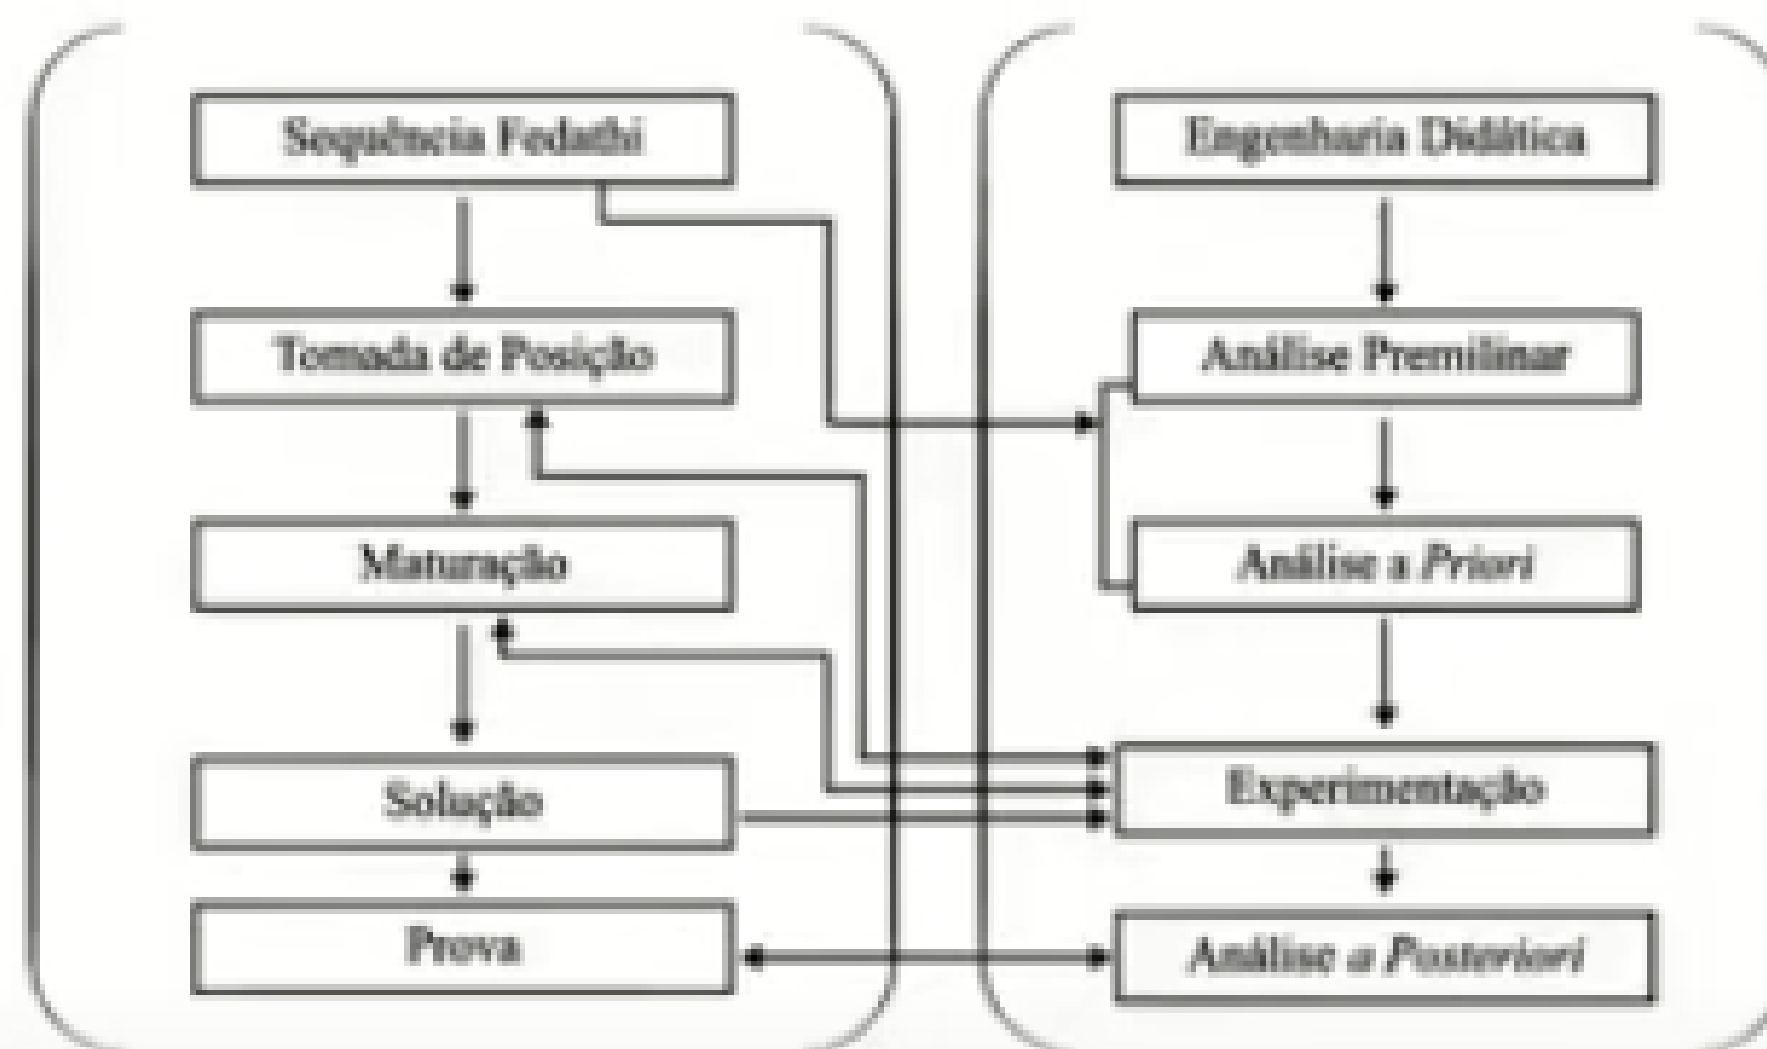 Sequência Fedathi
Tomada de Posição
Maturação
Solução
Prova
Engenharia Didática
Análise Premilinar
Análise a Priori
Experimentação
Análise a Posteriori